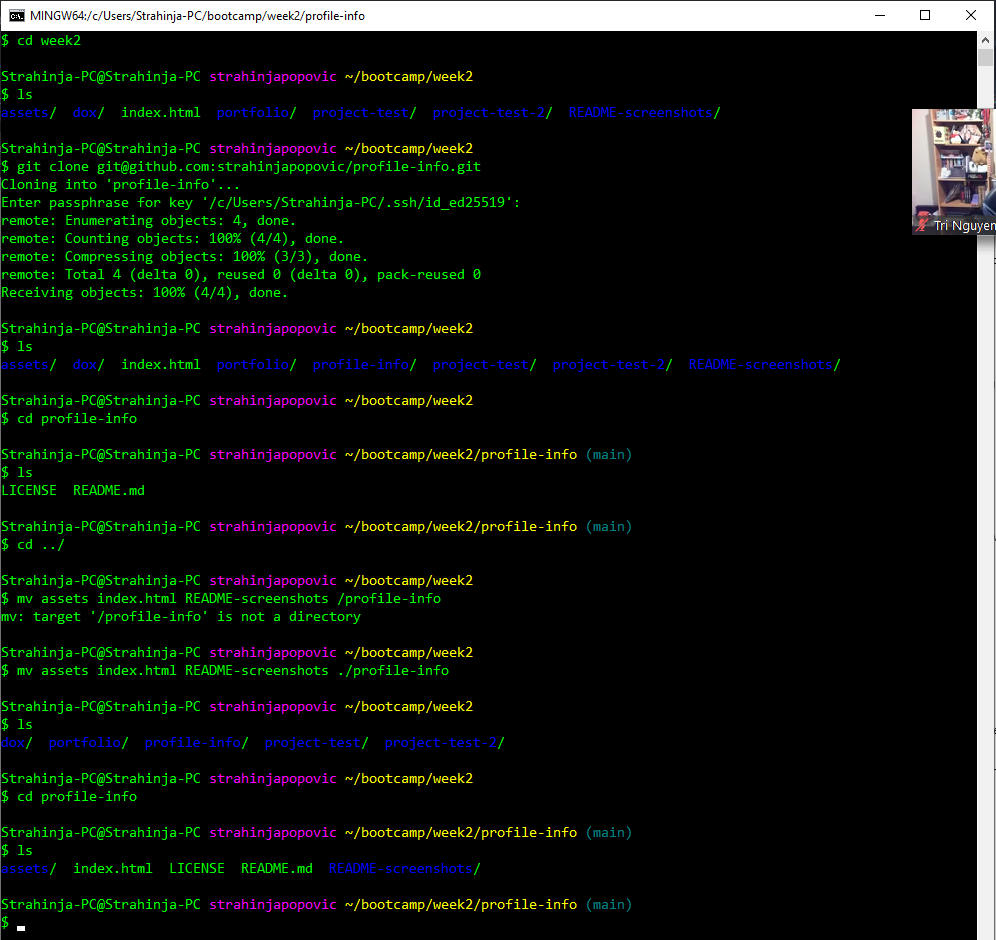 MINGW64:/c/Users/Strahinja-PC/bootcamp/week2/profile-info
$ cd week2
Strahinja-PC@Strahinja-PC strahinjapopovic ~/bootcamp/week2
$ ls
assets/  dox/  index.html  portfolio/  project-test/  project-test-2/  README-screenshots/
Strahinja-PC@Strahinja-PC strahinjapopovic ~/bootcamp/week2
$ git clone git@github.com:strahinjapopovic/profile-info.git
Cloning into 'profile-info'...
Enter passphrase for key '/c/Users/Strahinja-PC/.ssh/id_ed25519':
remote: Enumerating objects: 4, done.
remote: Counting objects: 100% (4/4), done.
remote: Compressing objects: 100% (3/3), done.
remote: Total 4 (delta 0), reused 0 (delta 0), pack-reused 0
Receiving objects: 100% (4/4), done.
Tri Nguyen
Strahinja-PC@Strahinja-PC strahinjapopovic ~/bootcamp/week2
$ ls
assets/  dox/  index.html  portfolio/  profile-info/  project-test/  project-test-2/  README-screenshots/
Strahinja-PC@Strahinja-PC strahinjapopovic ~/bootcamp/week2
$ cd profile-info
Strahinja-PC@Strahinja-PC strahinjapopovic ~/bootcamp/week2/profile-info (main)
$ ls
LICENSE  README.md
Strahinja-PC@Strahinja-PC strahinjapopovic ~/bootcamp/week2/profile-info (main)
$ cd ../
Strahinja-PC@Strahinja-PC strahinjapopovic ~/bootcamp/week2
$ mv assets index.html README-screenshots /profile-info
mv: target '/profile-info' is not a directory
Strahinja-PC@Strahinja-PC strahinjapopovic ~/bootcamp/week2
$ mv assets index.html README-screenshots ./profile-info
Strahinja-PC@Strahinja-PC strahinjapopovic ~/bootcamp/week2
$ ls
dox/  portfolio/  profile-info/  project-test/  project-test-2/
Strahinja-PC@Strahinja-PC strahinjapopovic ~/bootcamp/week2
$ cd profile-info
Strahinja-PC@Strahinja-PC strahinjapopovic ~/bootcamp/week2/profile-info (main)
$ ls
assets/  index.html  LICENSE  README.md  README-screenshots/
Strahinja-PC@Strahinja-PC strahinjapopovic ~/bootcamp/week2/profile-info (main)
$